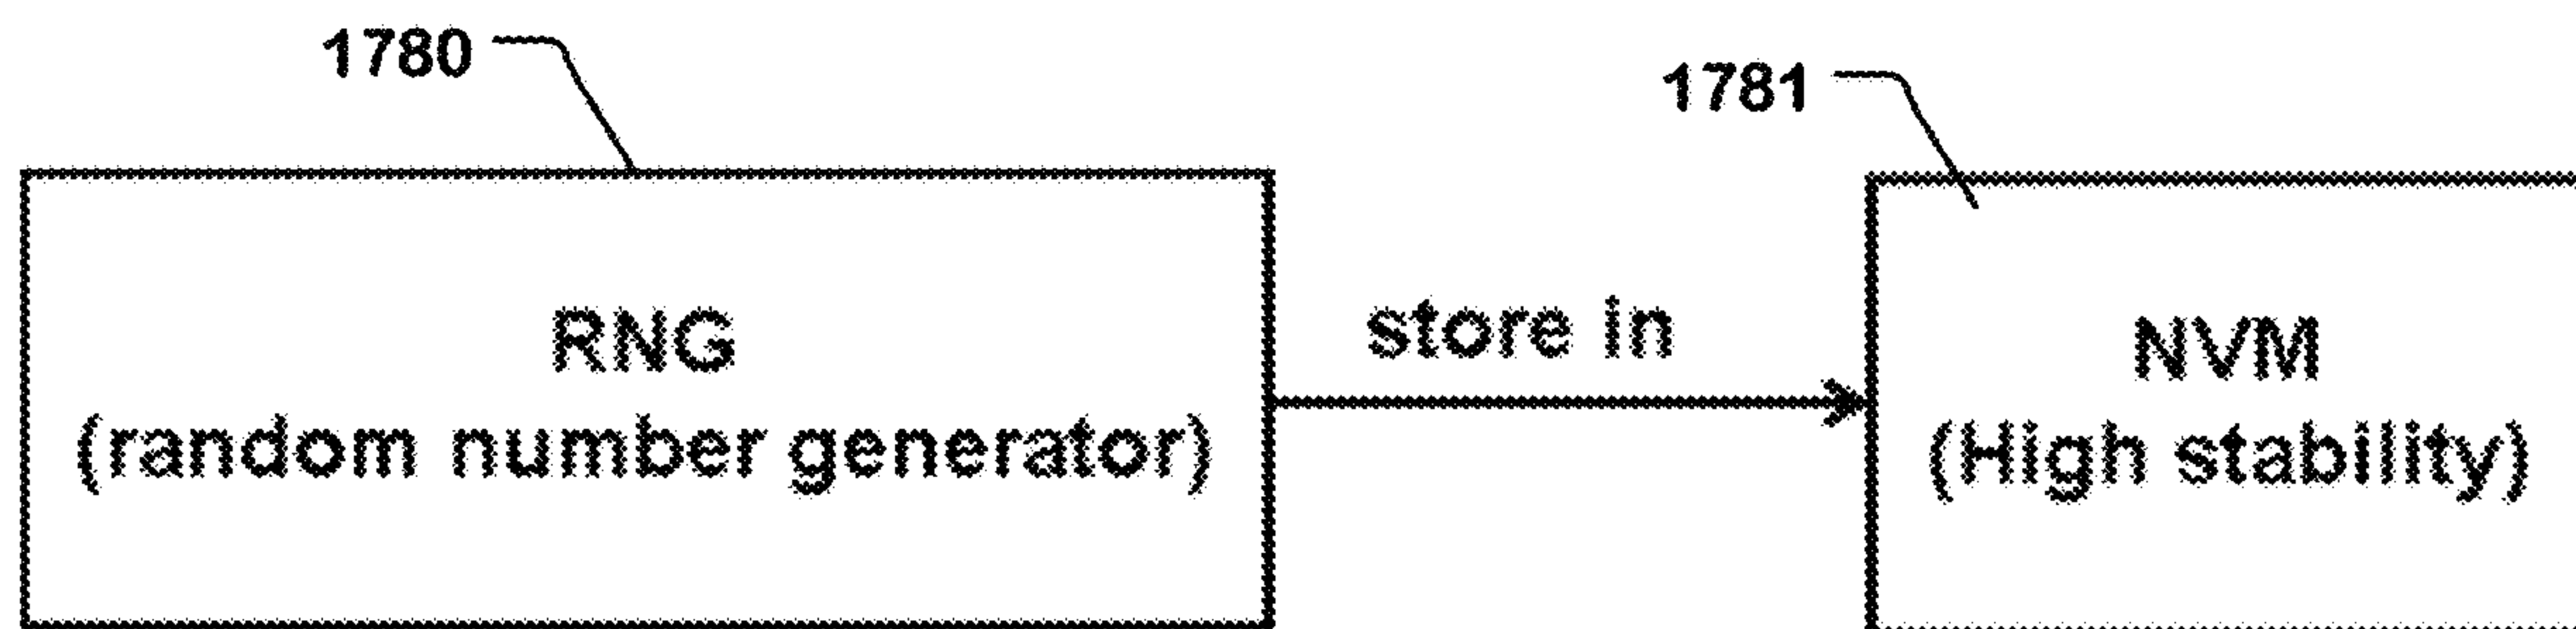 1780
1781
RNG
(random number generator)
store in
NVM
(High stability)